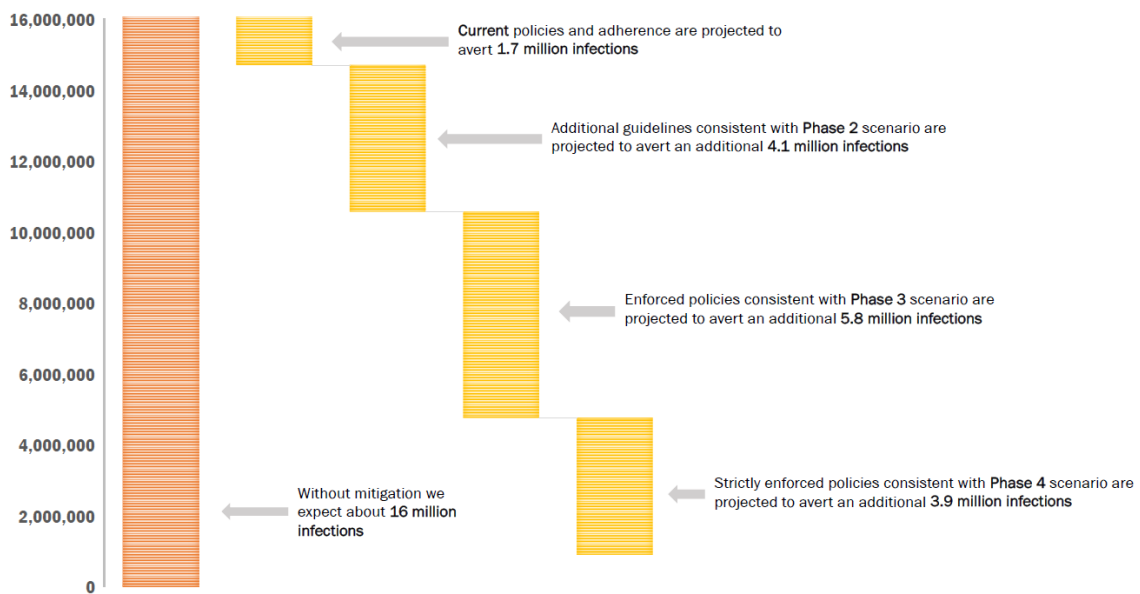 16,000,000
14,000,000
12,000,000
10,000,000
8,000,000
6,000,000
4,000,000
2,000,000
0
Current policies and adherence are projected to
avert 1.7 million infections
Additional guidelines consistent with Phase 2 scenario are
projected to avert an additional 4.1 million infections
Enforced policies consistent with Phase 3 scenario are
projected to avert an additional 5.8 million infections
Strictly enforced policies consistent with Phase 4 scenario are
projected to avert an additional 3.9 million infections
Without mitigation we
expect about 16 million
infections